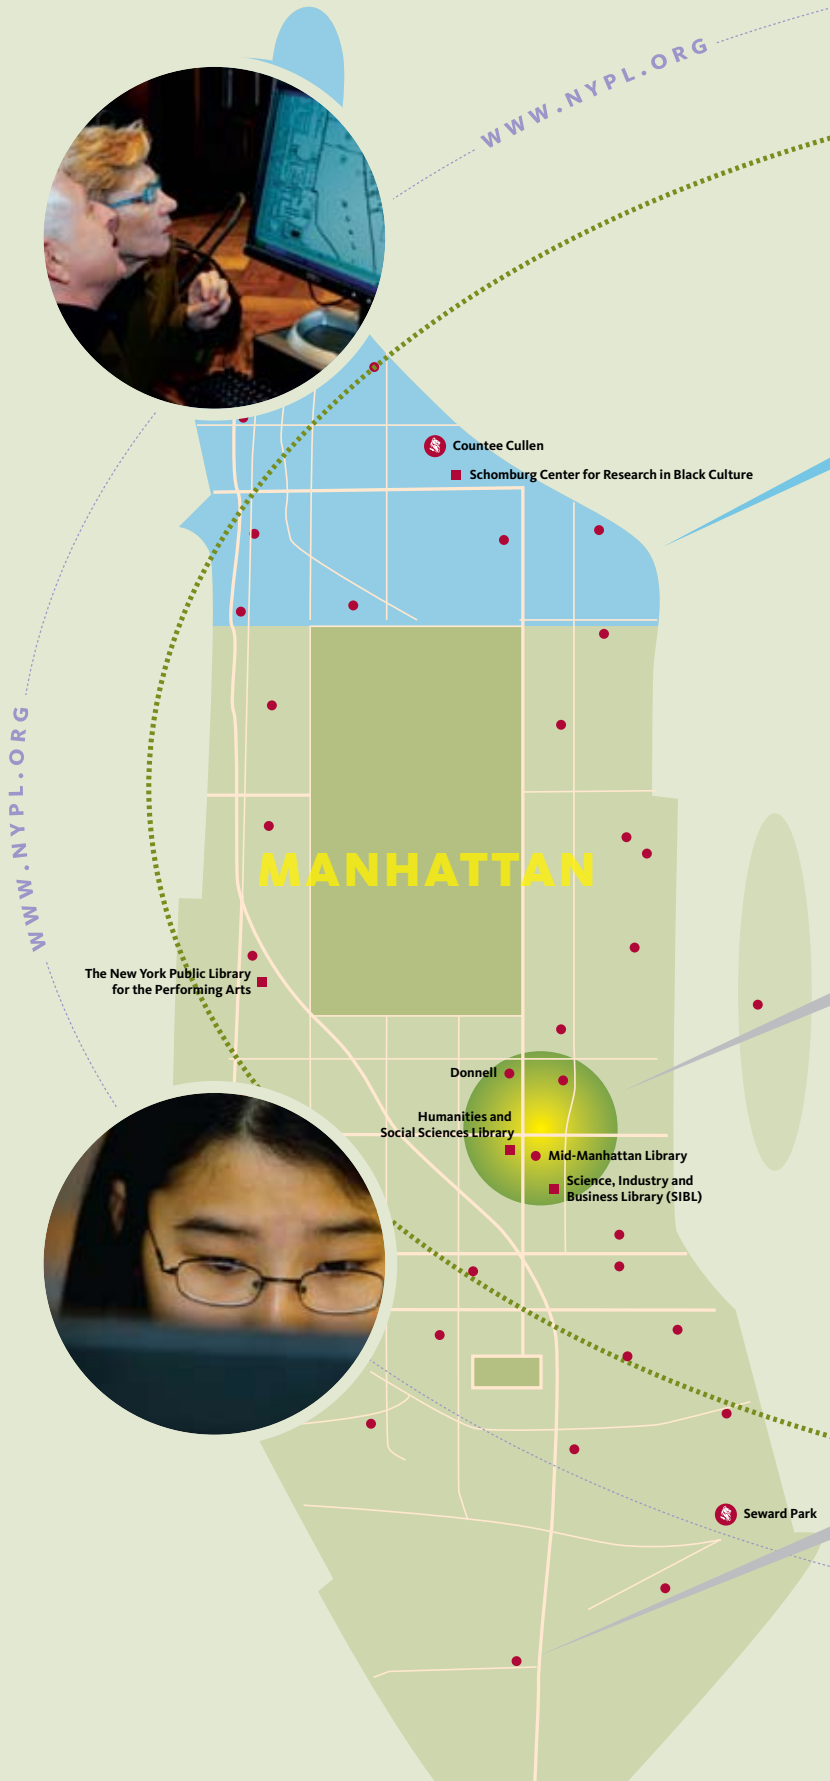 WWW.NYPL.ORG
Countee Cullen
Schomburg Center for Research in Black Culture
WWW.NYPL.ORG
MANHATTAN
The New York Public Library
for the Performing Arts
Donnell
Humanities and
Social Sciences Library
Mid-Manhattan Library
Science, Industry and
Business Library (SIBL)
Seward Park